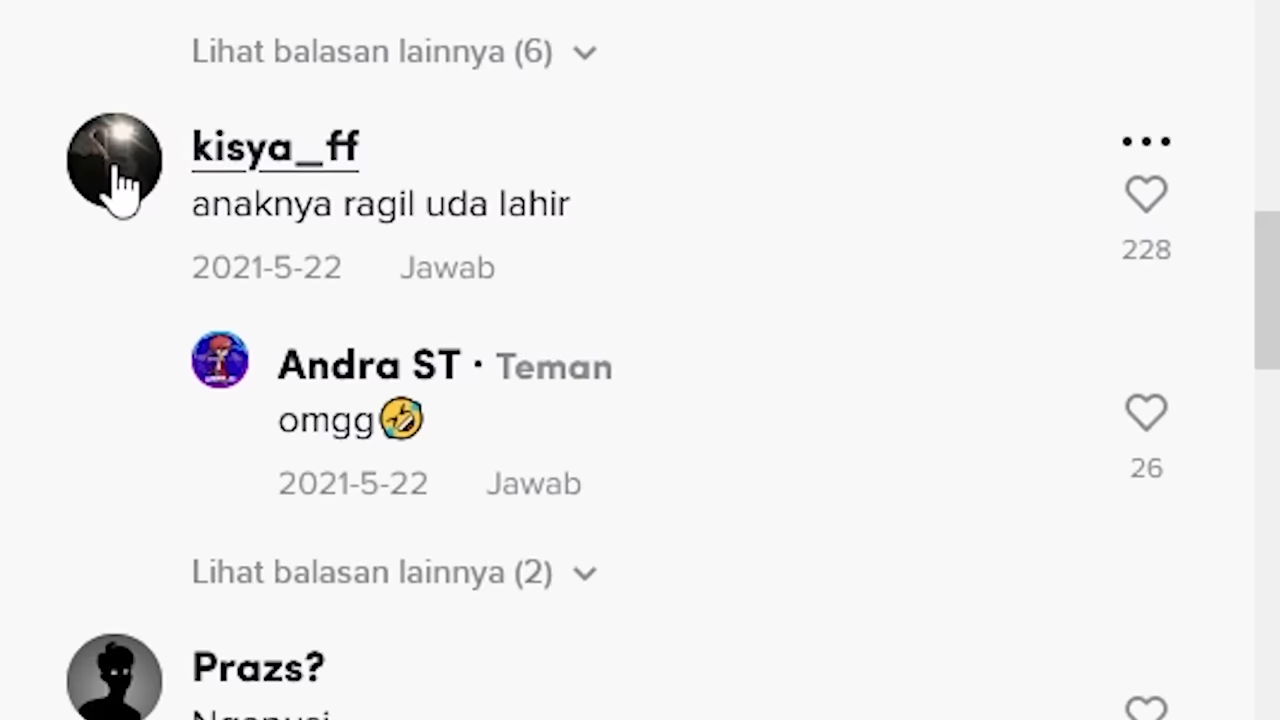 Lihat balasan lainnya (6)
kisya_ff
anaknya ragil uda lahir
228
2021-5-22 Jawab
Andra ST · Teman
omgg🤣
26
2021-5-22 Jawab
Lihat balasan lainnya (2)
Prazs?